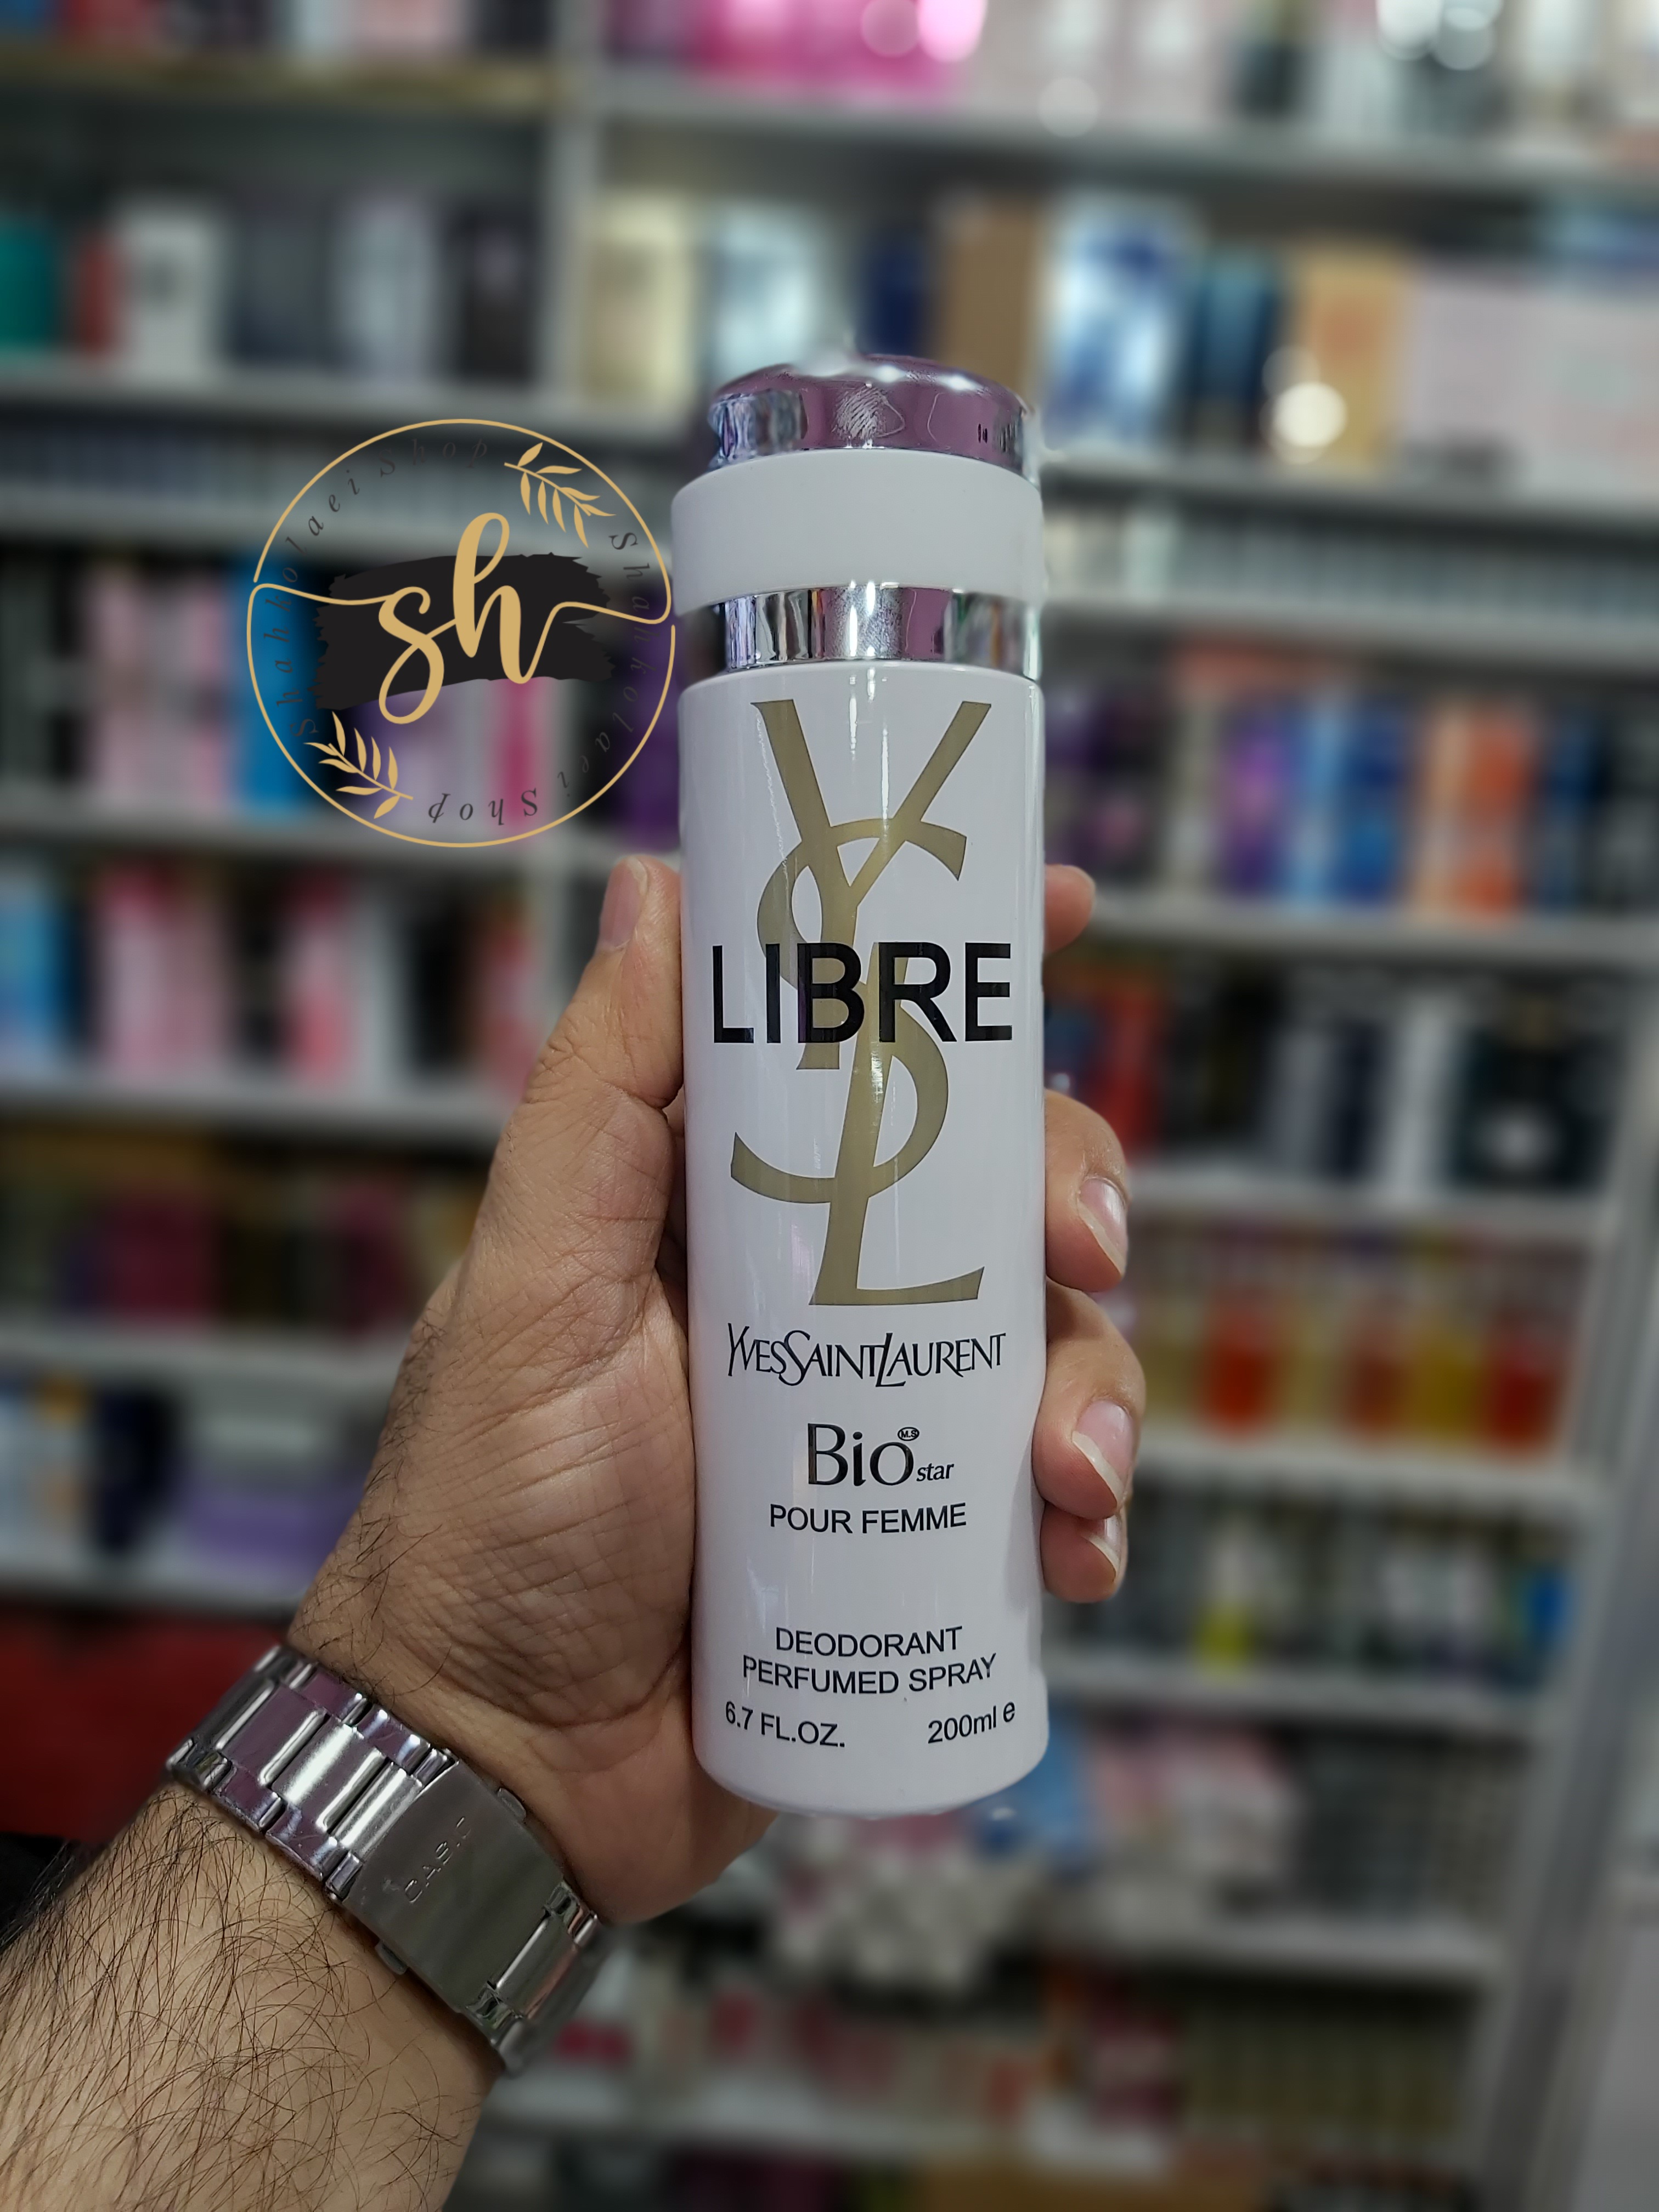 Shahkolaei Shop
Shahkolaei Shop
sh
YSL
LIBRE
YVESSAINTLAURENT
Bio M.S
star
POUR FEMME
DEODORANT
PERFUMED SPRAY
6.7 FL.OZ. 200ml e
CASIO